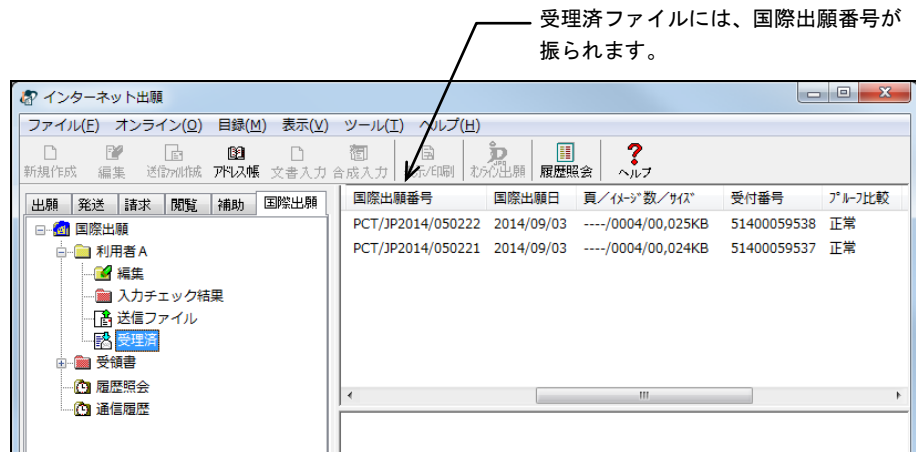 受理済ファイルには、国際出願番号が
振られます。
インターネット出願
ファイル(F) オンライン(O) 目録(M) 表示(V) ツール(T) ヘルプ(H)
新規作成 編集 送信ファイル作成 アドレス帳 文書入力 合成入力 表示/印刷 オンライン出願 履歴照会 ヘルプ
出願 発送 請求 閲覧 補助 国際出願
国際出願番号 国際出願日 頁/イメージ数/サイズ 受付番号 プルーフ比較
PCT/JP2014/050222 2014/09/03 ----/0004/00,025KB 51400059538 正常
PCT/JP2014/050221 2014/09/03 ----/0004/00,024KB 51400059537 正常
国際出願
利用者A
編集
入力チェック結果
送信ファイル
受理済
受領書
履歴照会
通信履歴